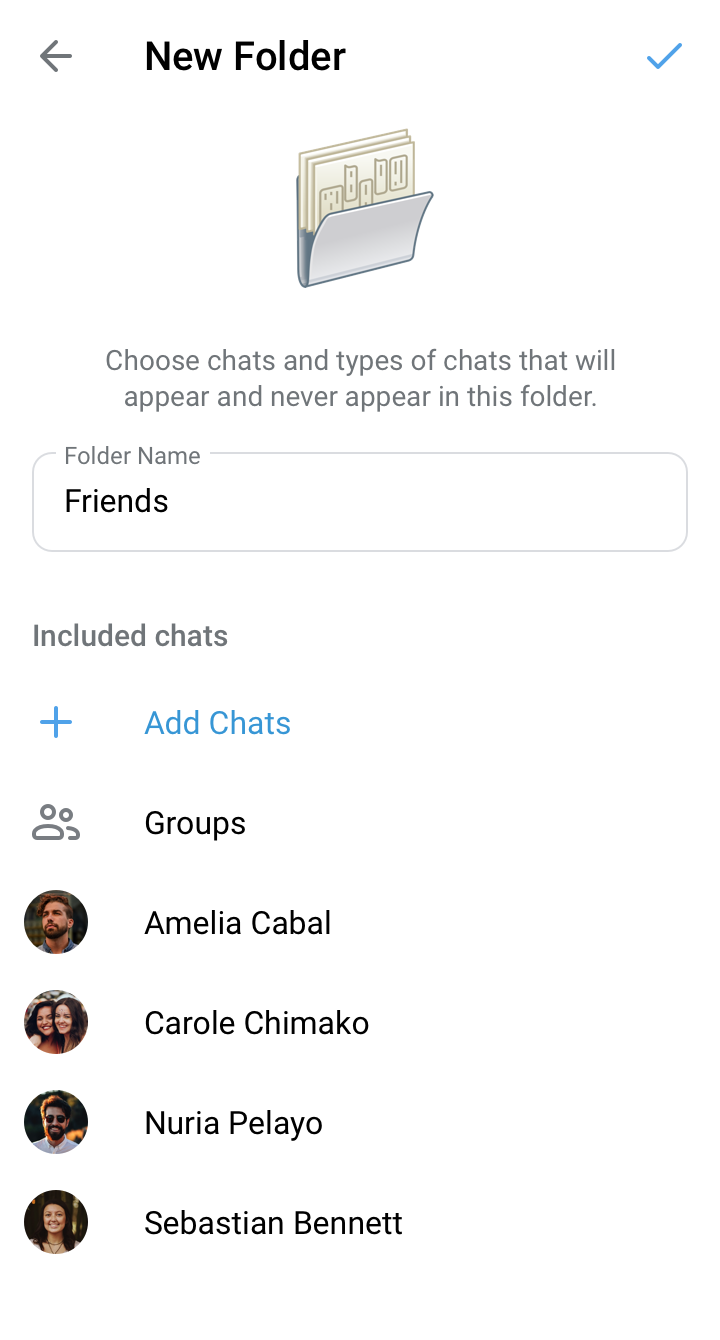 New Folder
Choose chats and types of chats that will
appear and never appear in this folder.
Folder Name
Friends
Included chats
Add Chats
Groups
Amelia Cabal
Carole Chimako
Nuria Pelayo
Sebastian Bennett